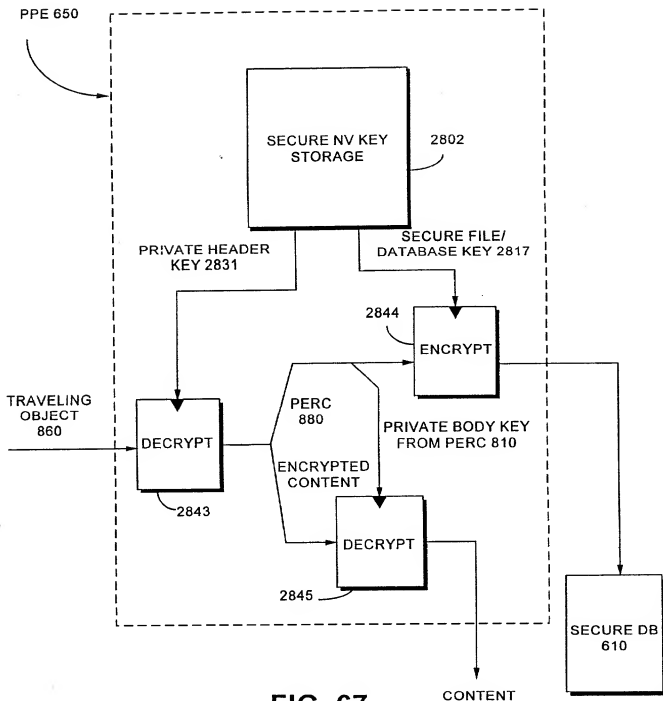 PPE 650
SECURE NV KEY
STORAGE
2802
PRIVATE HEADER
KEY 2831
SECURE FILE/
DATABASE KEY 2817
2844
ENCRYPT
TRAVELING
OBJECT
860
DECRYPT
2843
PERC
880
ENCRYPTED
CONTENT
PRIVATE BODY KEY
FROM PERC 810
DECRYPT
2845
SECURE DB
610
CONTENT
FIG. 67